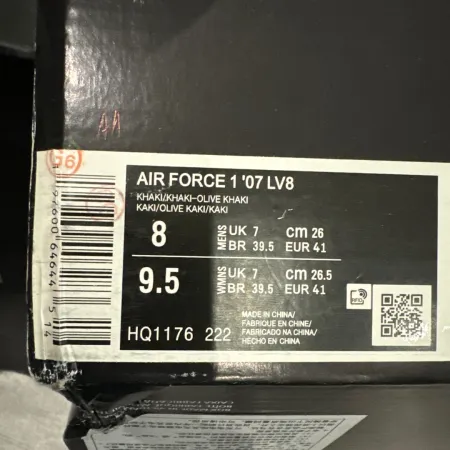 G6
AIR FORCE 1 '07 LV8
KHAKI/KHAKI-OLIVE KHAKI
KAKI/OLIVE KAKI/KAKI
8 MENS UK 7 cm 26
BR 39.5 EUR 41
9.5 WMNS UK 7 cm 26.5
BR 39.5 EUR 41
RFID
MADE IN CHINA/
FABRIQUÉ EN CHINE/
FABRICADO NA CHINA/
HECHO EN CHINA
HQ1176 222